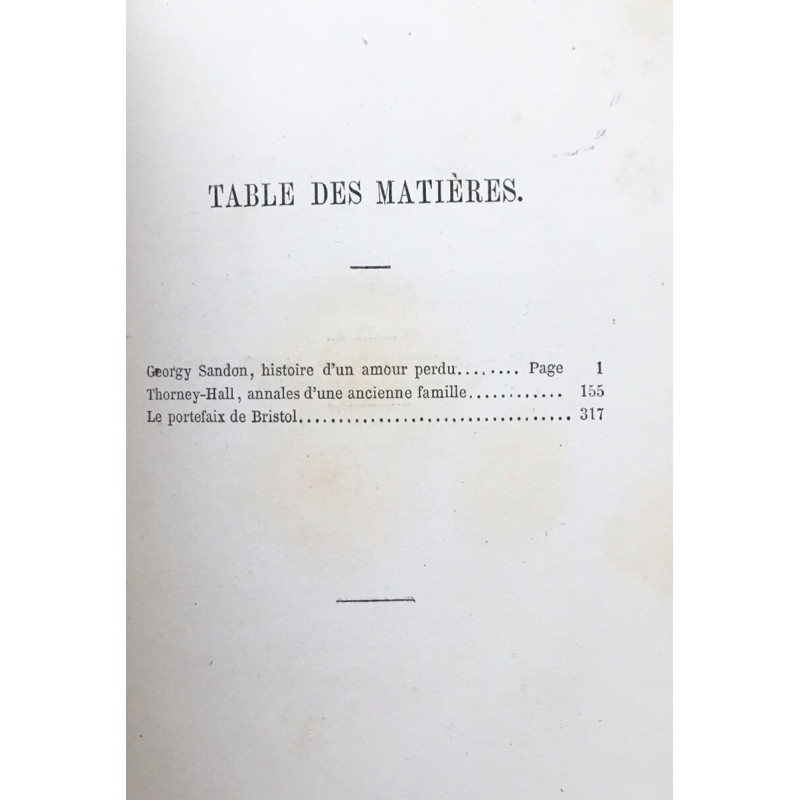 TABLE DES MATIÈRES.
Georgy Sandon, histoire d'un amour perdu........ Page 1
Thorney-Hall, annales d'une ancienne famille............ 155
Le portefaix de Bristol.................................. 317